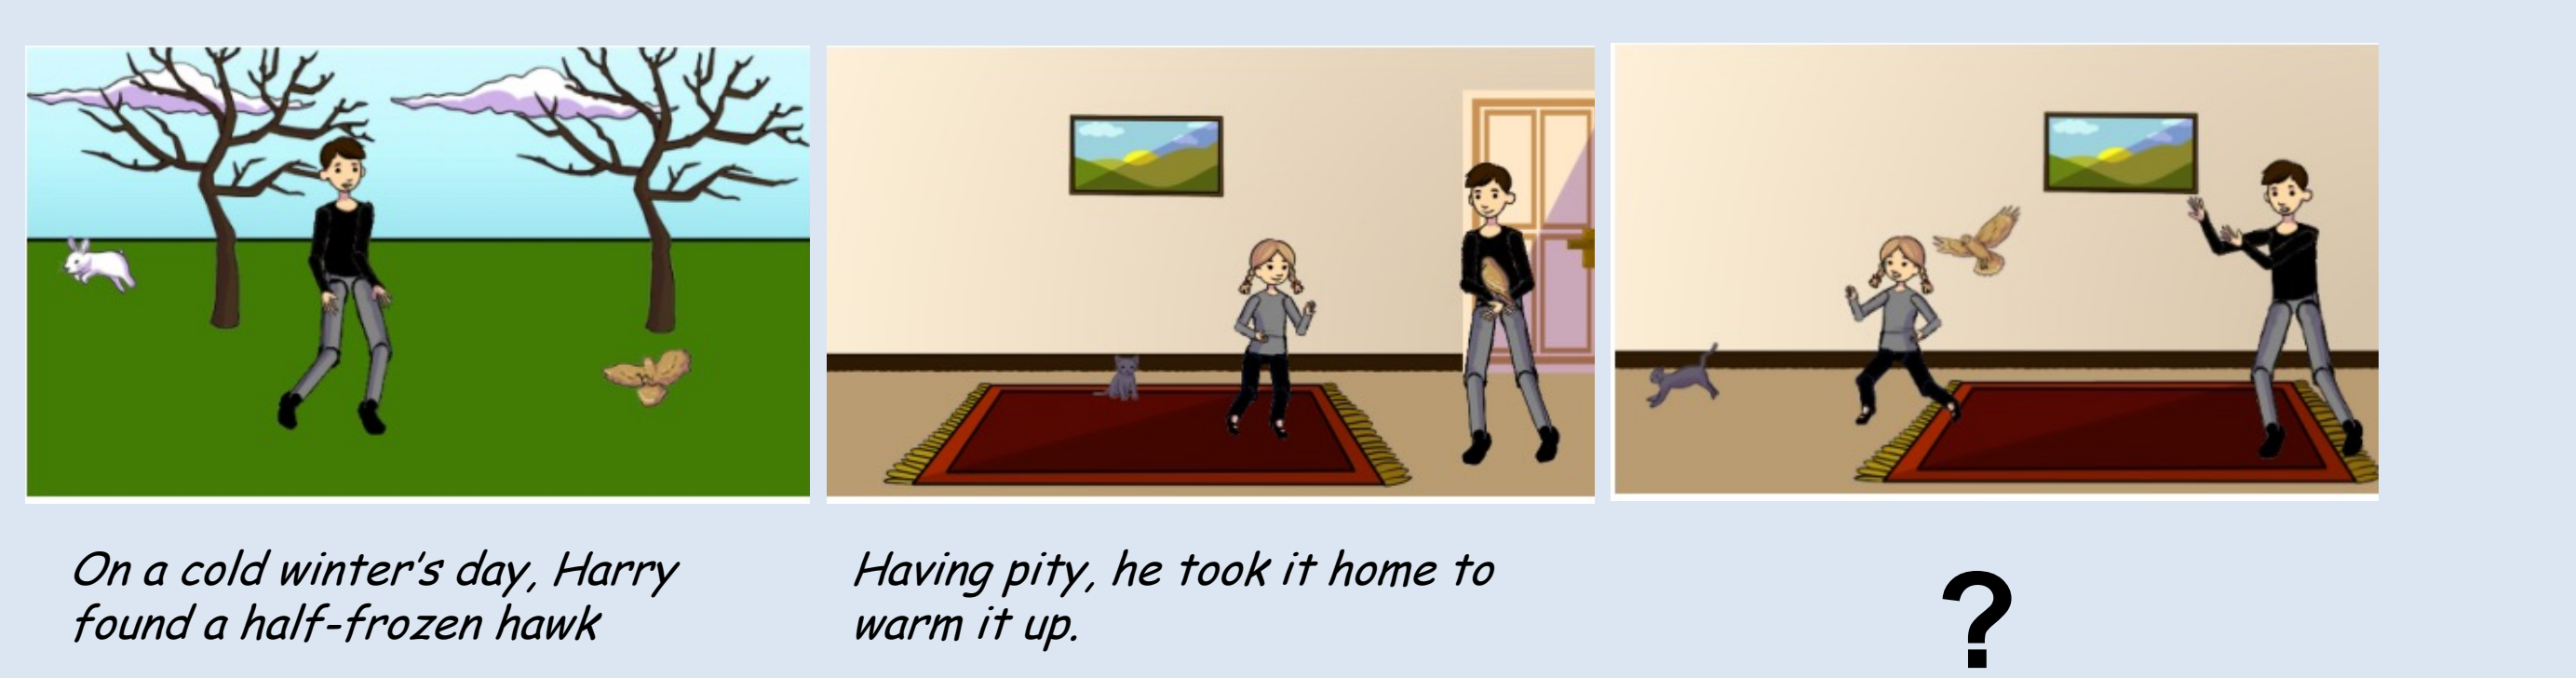 On a cold winter's day, Harry
found a half-frozen hawk
Having pity, he took it home to
warm it up.
?